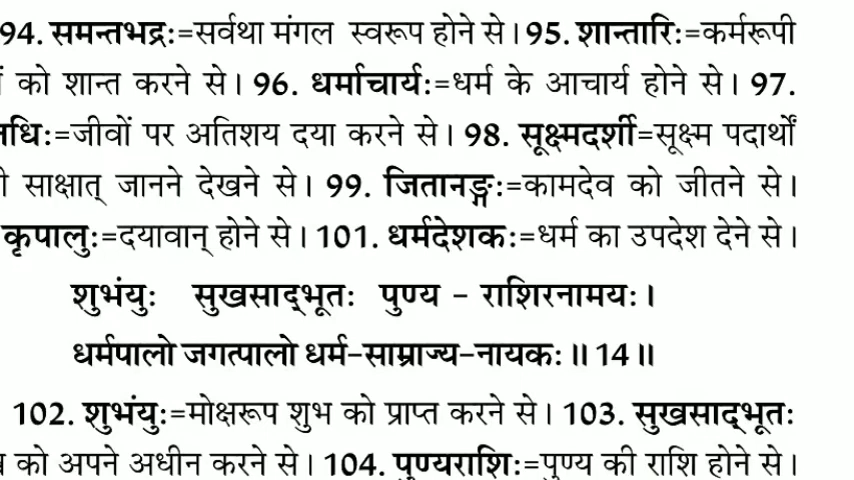 94. समन्तभद्रः=सर्वथा मंगल स्वरूप होने से। 95. शान्तारिः=कर्मरूपी
को शान्त करने से। 96. धर्माचार्यः=धर्म के आचार्य होने से। 97.
=जीवों पर अतिशय दया करने से। 98. सूक्ष्मदर्शी=सूक्ष्म पदार्थों
साक्षात् जानने देखने से। 99. जितानङ्गः=कामदेव को जीतने से।
कृपालुः=दयावान् होने से। 101. धर्मदेशकः=धर्म का उपदेश देने से।
शुभंयुः सुखसाद्भूतः पुण्य - राशिरनामयः।
धर्मपालो जगत्पालो धर्म-साम्राज्य-नायकः॥ 14॥
102. शुभंयुः=मोक्षरूप शुभ को प्राप्त करने से। 103. सुखसाद्भूतः
को अपने अधीन करने से। 104. पुण्यराशिः=पुण्य की राशि होने से।